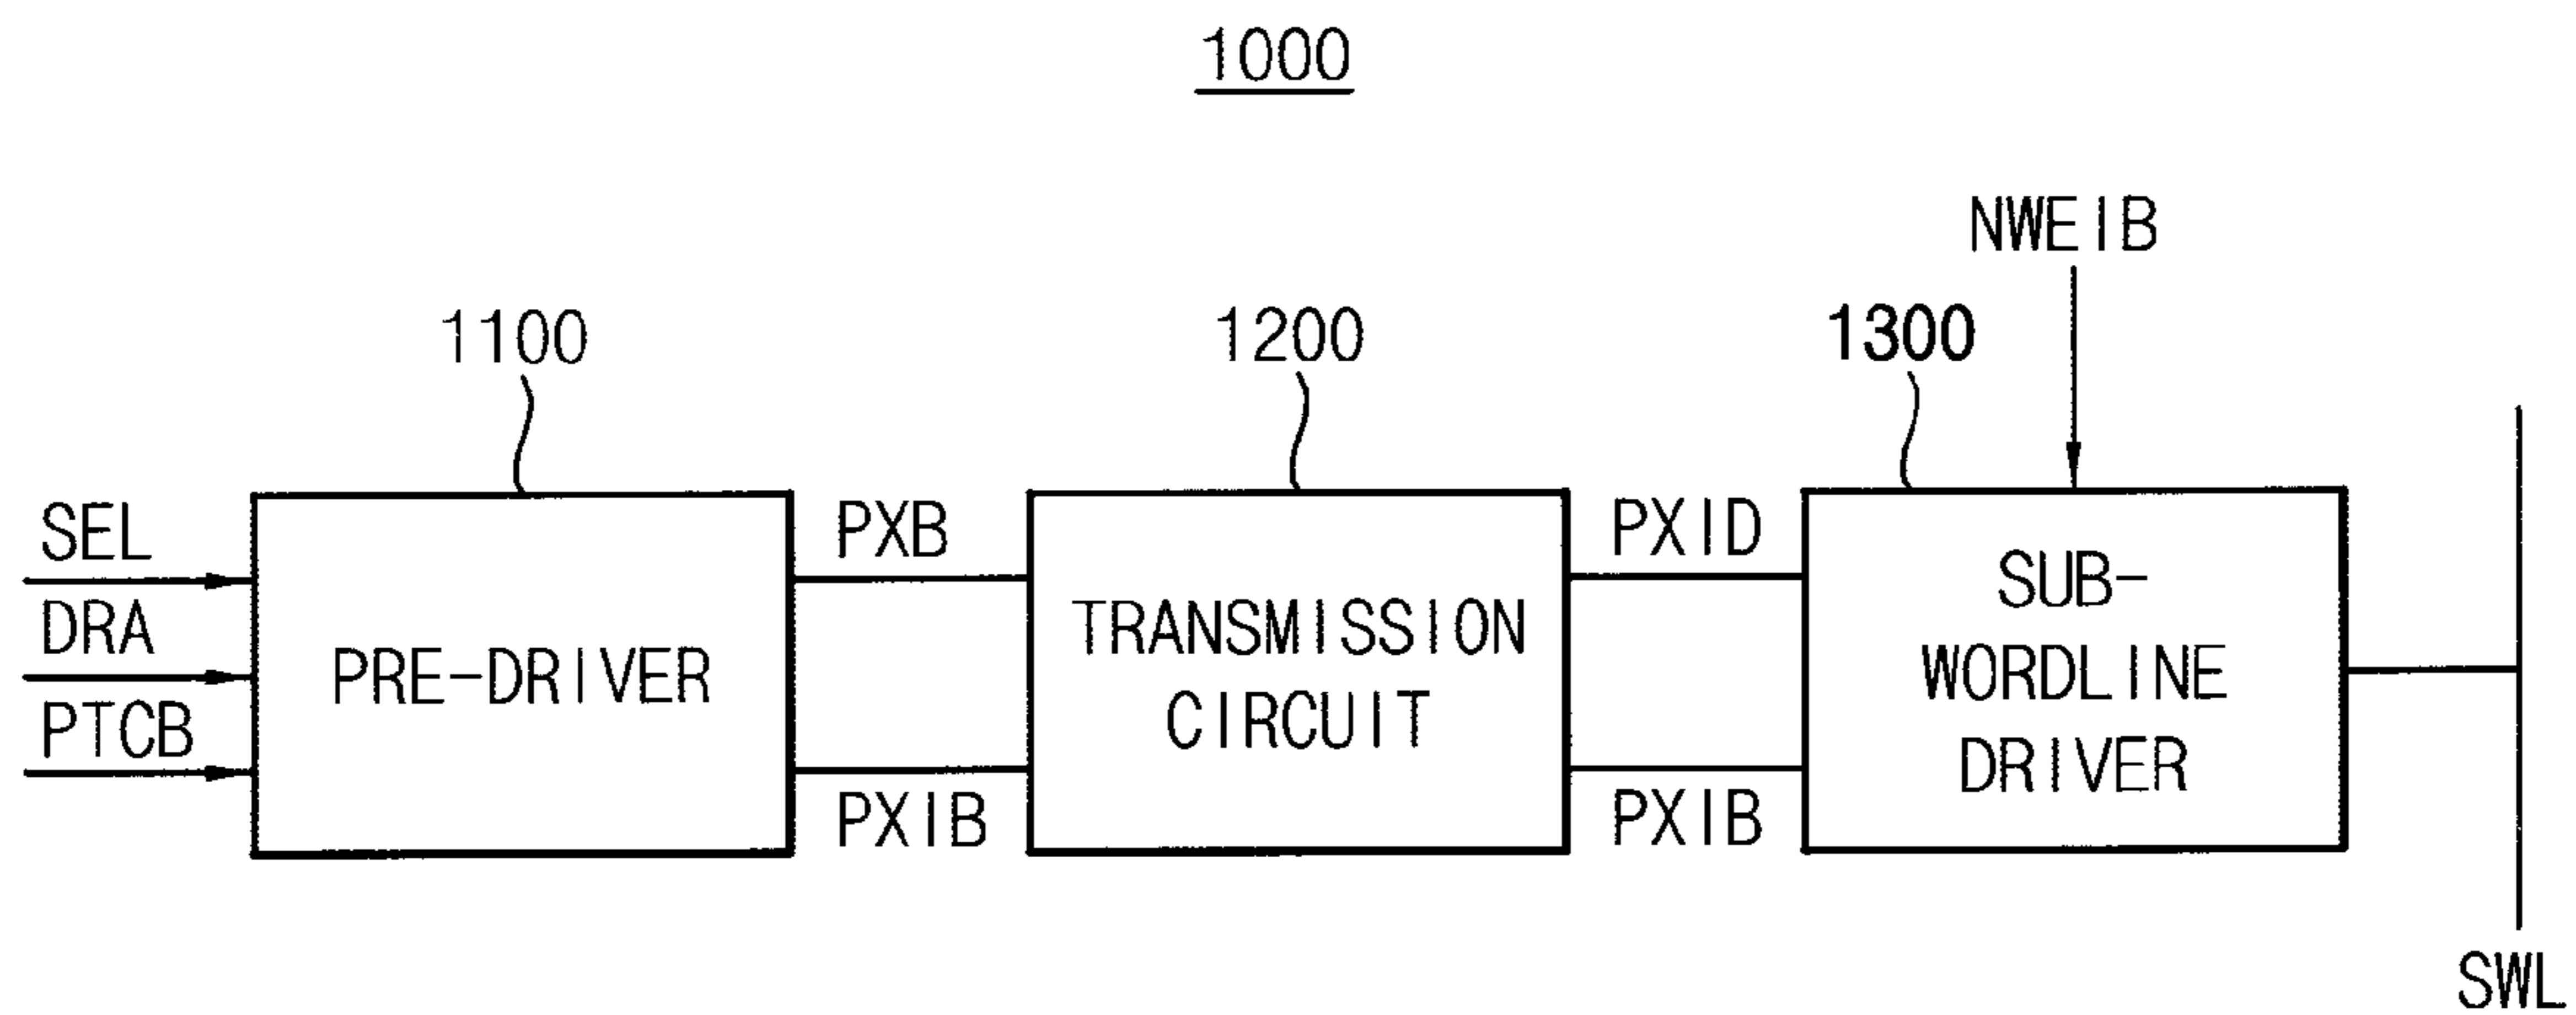 1000
NWEIB
1100
1200
1300
SEL
DRA
PTCB
PRE-DRIVER
PXB
PXIB
TRANSMISSION
CIRCUIT
PXID
PXIB
SUB-
WORDLINE
DRIVER
SWL